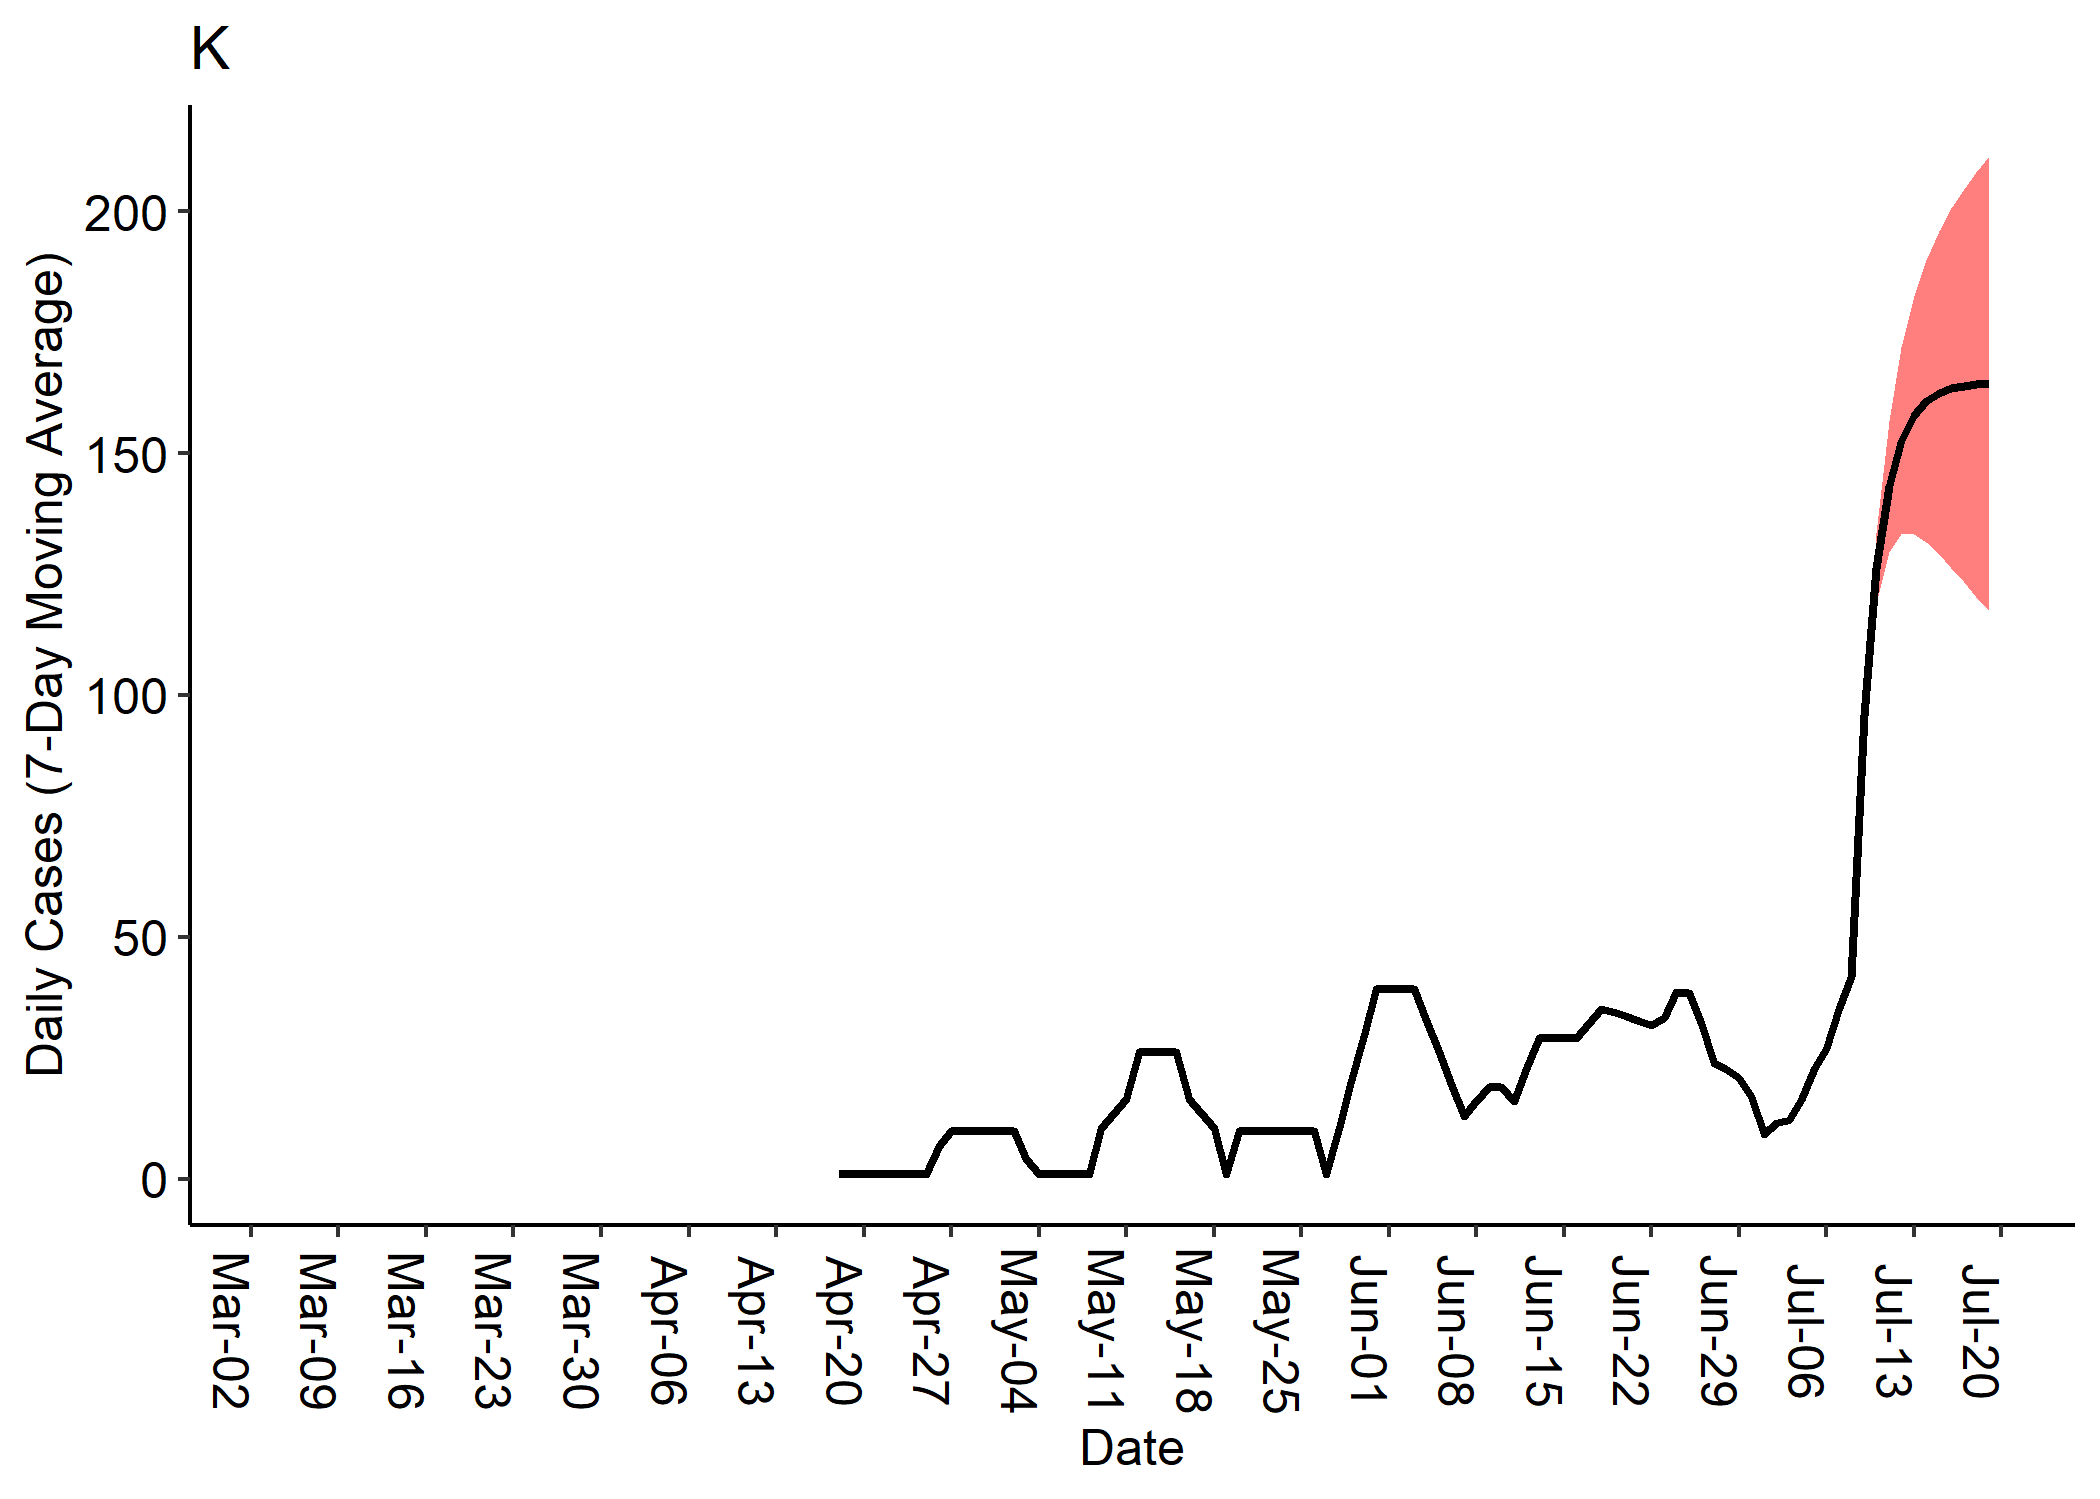 K
Daily Cases (7-Day Moving Average)
200
150
100
50
0
Mar-02
Mar-09
Mar-16
Mar-23
Mar-30
Apr-06
Apr-13
Apr-20
Apr-27
May-04
May-11
May-18
May-25
Jun-01
Jun-08
Jun-15
Jun-22
Jun-29
Jul-06
Jul-13
Jul-20
Date